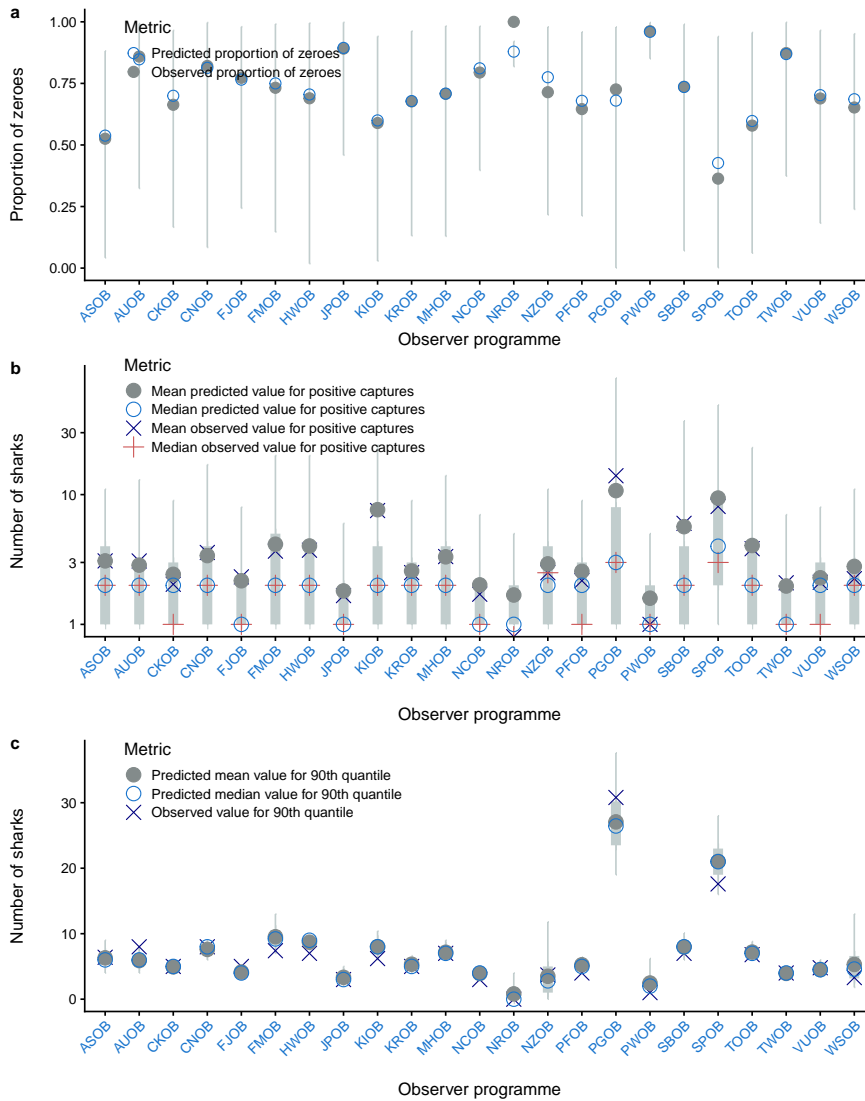 a
Metric
Predicted proportion of zeroes
Observed proportion of zeroes
Proportion of zeroes
1.00
0.75
0.50
0.25
0.00
ASOB AUOB CKOB CNOB FJOB FMOB HWOB JPOB KIOB KROB MHOB NCOB NROB NZOB PFOB PGOB PWOB SBOB SPOB TOOB TWOB VUOB WSOB
Observer programme
b
Metric
Mean predicted value for positive captures
Median predicted value for positive captures
Mean observed value for positive captures
Median observed value for positive captures
Number of sharks
30
10
3
1
ASOB AUOB CKOB CNOB FJOB FMOB HWOB JPOB KIOB KROB MHOB NCOB NROB NZOB PFOB PGOB PWOB SBOB SPOB TOOB TWOB VUOB WSOB
Observer programme
c
Metric
Predicted mean value for 90th quantile
Predicted median value for 90th quantile
Observed value for 90th quantile
Number of sharks
30
20
10
0
ASOB AUOB CKOB CNOB FJOB FMOB HWOB JPOB KIOB KROB MHOB NCOB NROB NZOB PFOB PGOB PWOB SBOB SPOB TOOB TWOB VUOB WSOB
Observer programme